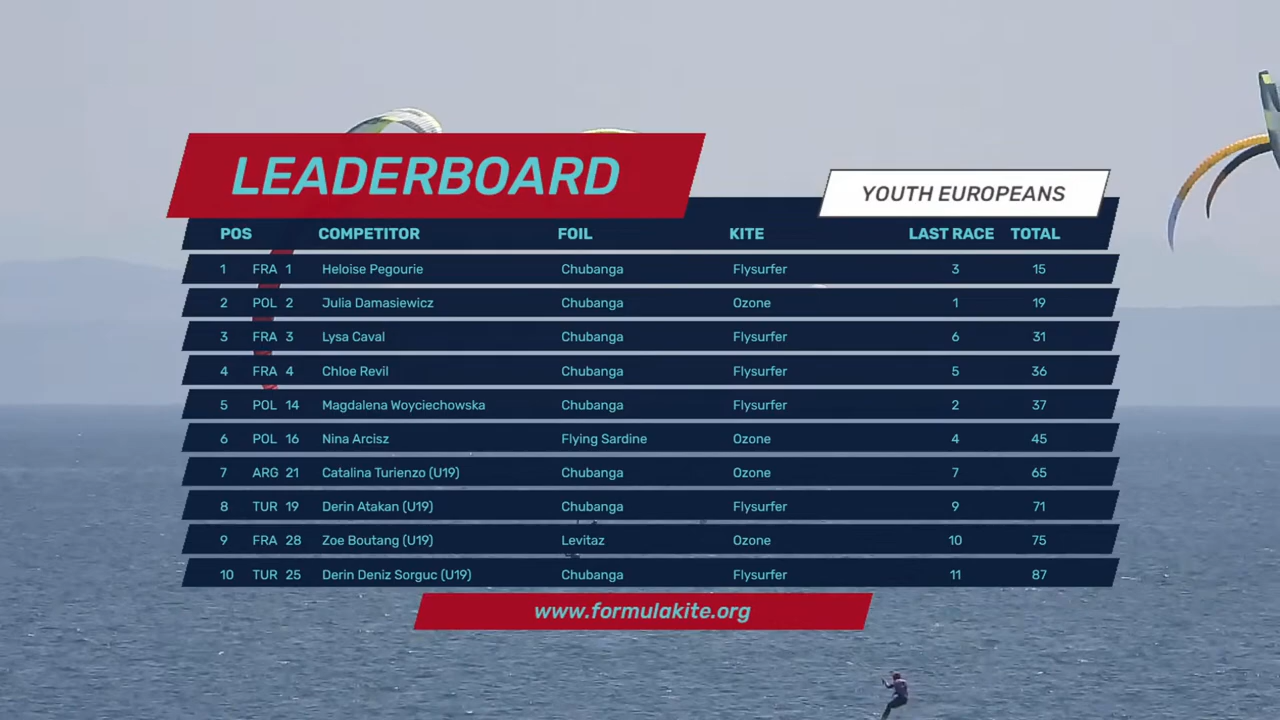 LEADERBOARD
YOUTH EUROPEANS
POS COMPETITOR FOIL KITE LAST RACE TOTAL
1 FRA 1 Heloise Pegourie Chubanga Flysurfer 3 15
2 POL 2 Julia Damasiewicz Chubanga Ozone 1 19
3 FRA 3 Lysa Caval Chubanga Flysurfer 6 31
4 FRA 4 Chloe Revil Chubanga Flysurfer 5 36
5 POL 14 Magdalena Woyciechowska Chubanga Flysurfer 2 37
6 POL 16 Nina Arcisz Flying Sardine Ozone 4 45
7 ARG 21 Catalina Turienzo (U19) Chubanga Ozone 7 65
8 TUR 19 Derin Atakan (U19) Chubanga Flysurfer 9 71
9 FRA 28 Zoe Boutang (U19) Levitaz Ozone 10 75
10 TUR 25 Derin Deniz Sorguc (U19) Chubanga Flysurfer 11 87
www.formulakite.org